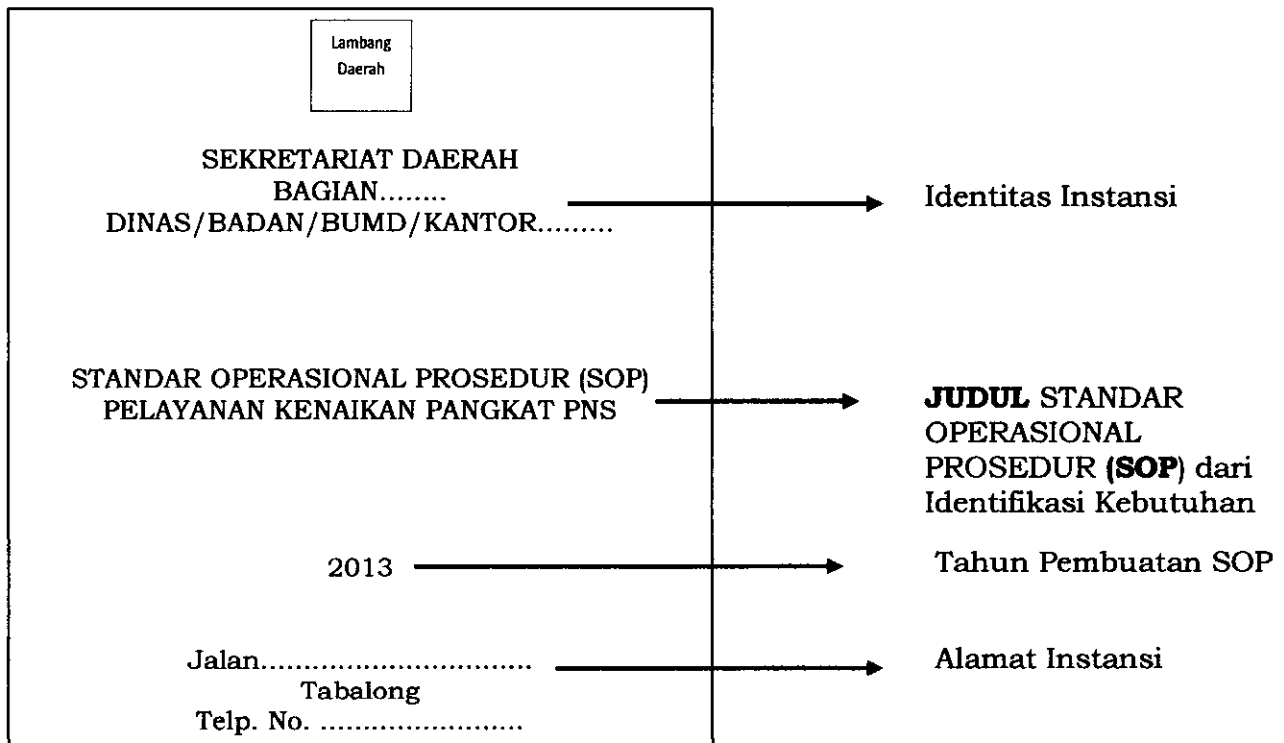 Lambang
Daerah
SEKRETARIAT DAERAH
BAGIAN........
DINAS/BADAN/BUMD/KANTOR.........
Identitas Instansi
STANDAR OPERASIONAL PROSEDUR (SOP)
PELAYANAN KENAIKAN PANGKAT PNS
JUDUL STANDAR
OPERASIONAL
PROSEDUR (SOP) dari
Identifikasi Kebutuhan
2013
Tahun Pembuatan SOP
Jalan................................
Tabalong
Telp. No. ........................
Alamat Instansi